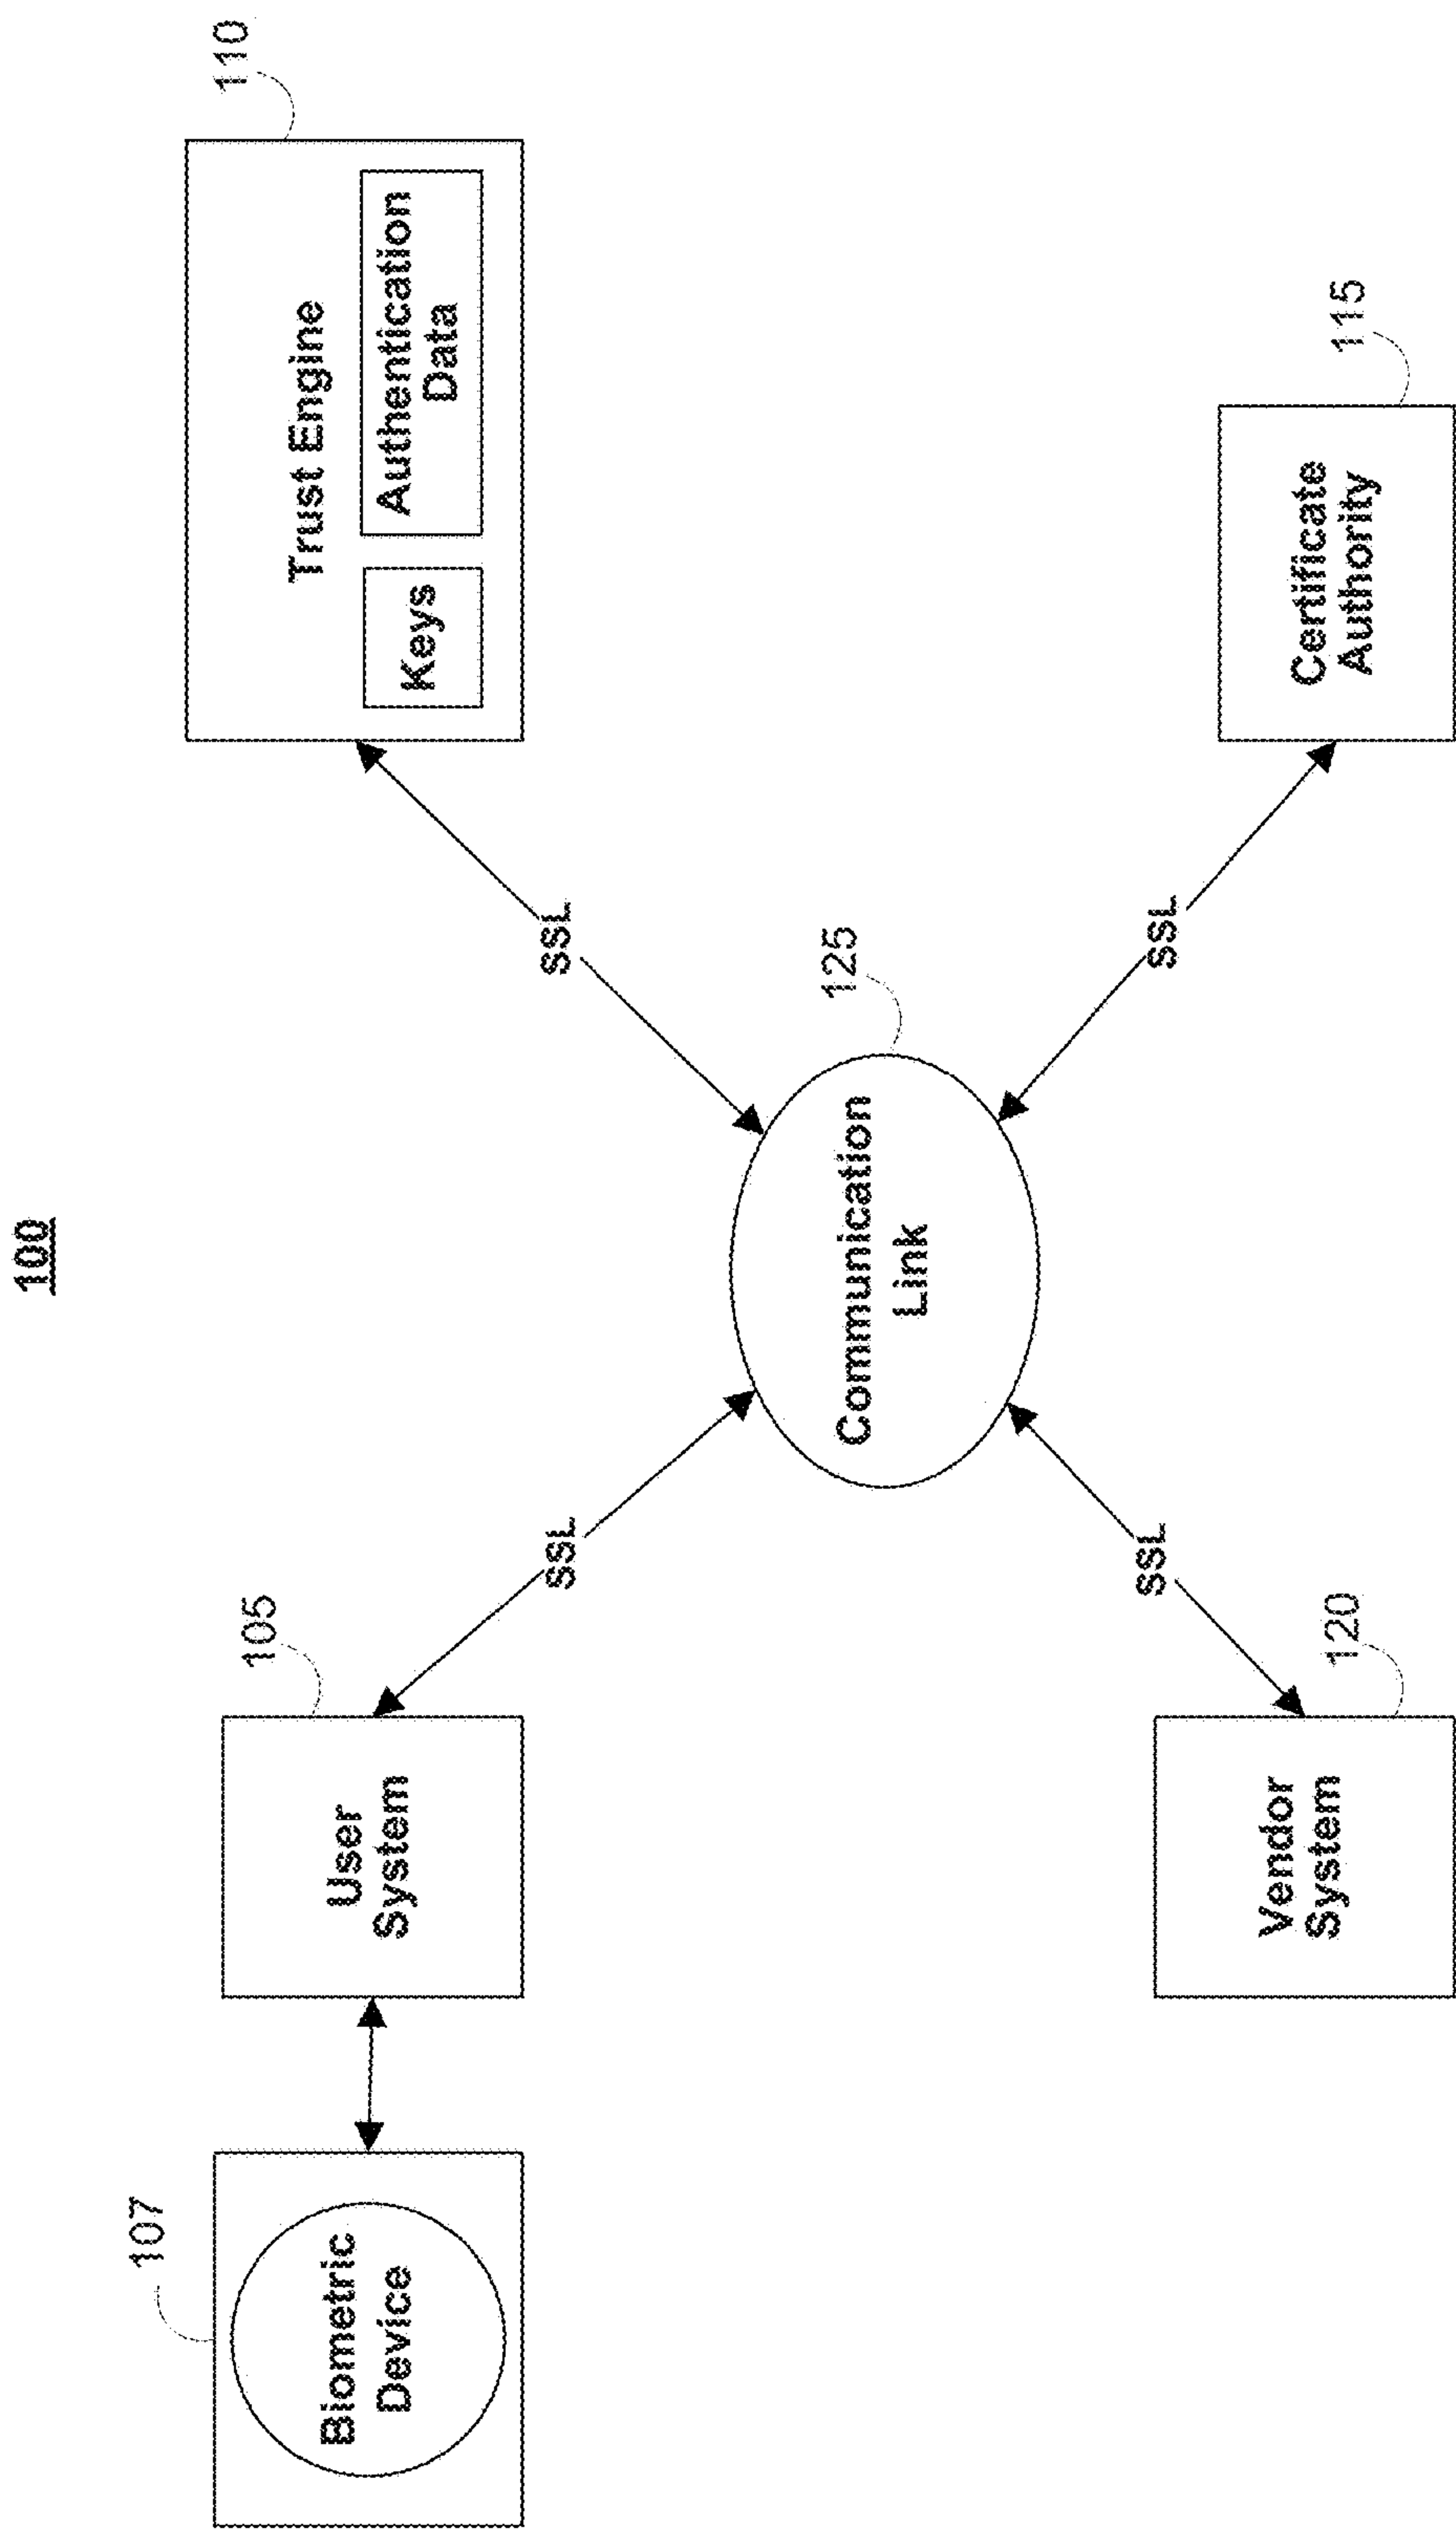 100
107
Biometric
Device
105
User
System
SSL
110
Trust Engine
Keys
Authentication
Data
SSL
125
Communication
Link
120
Vendor
System
SSL
115
Certificate
Authority
SSL